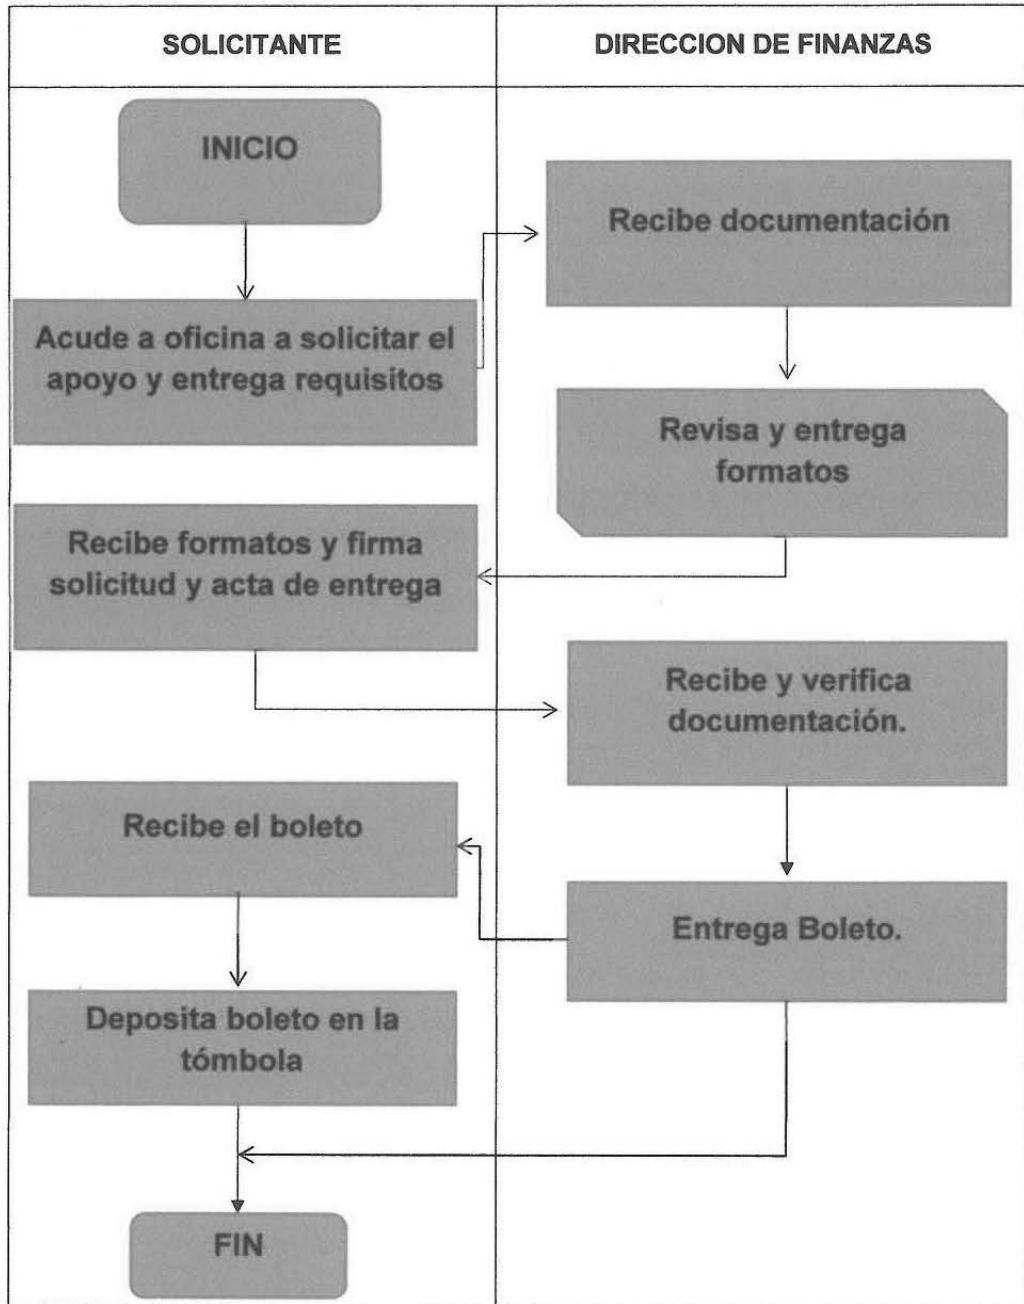 SOLICITANTE
DIRECCION DE FINANZAS
INICIO
Recibe documentación
Acude a oficina a solicitar el
apoyo y entrega requisitos
Revisa y entrega
formatos
Recibe formatos y firma
solicitud y acta de entrega
Recibe y verifica
documentación.
Recibe el boleto
Entrega Boleto.
Deposita boleto en la
tómbola
FIN